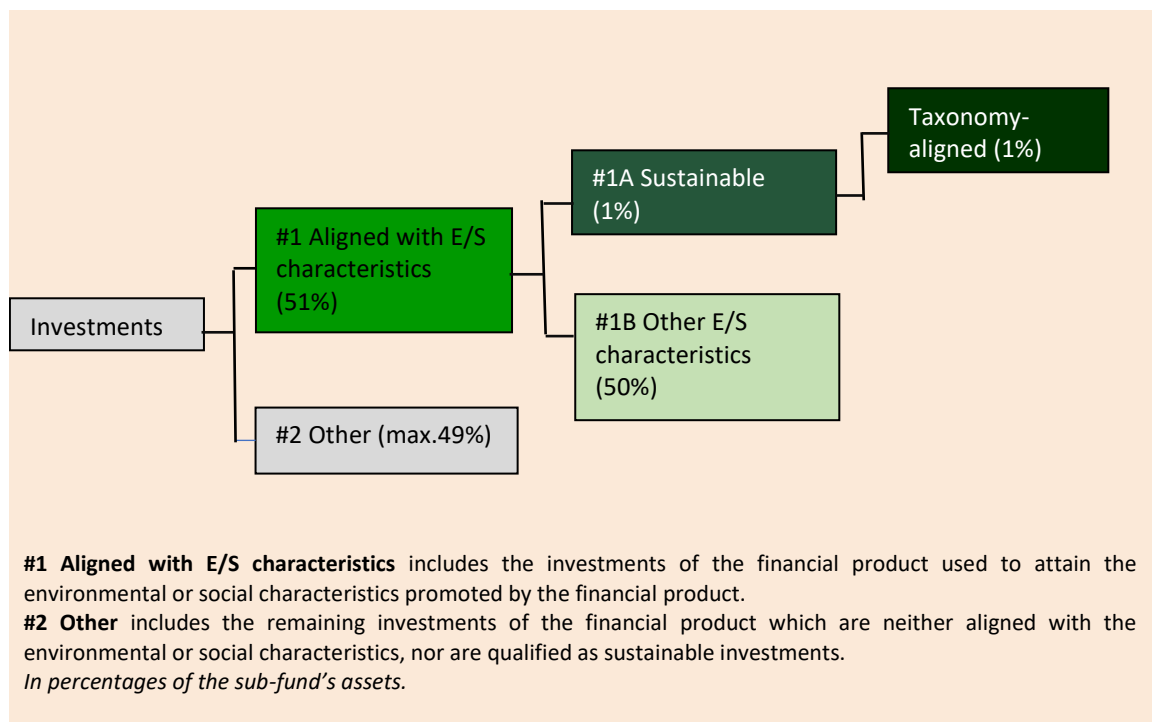 Taxonomy-
aligned (1%)
#1A Sustainable
(1%)
#1 Aligned with E/S
characteristics
(51%)
#1B Other E/S
characteristics
(50%)
Investments
#2 Other (max.49%)
#1 Aligned with E/S characteristics includes the investments of the financial product used to attain the
environmental or social characteristics promoted by the financial product.
#2 Other includes the remaining investments of the financial product which are neither aligned with the
environmental or social characteristics, nor are qualified as sustainable investments.
In percentages of the sub-fund’s assets.